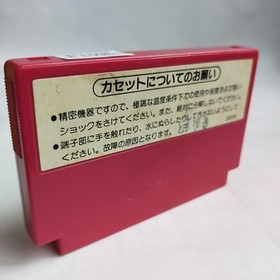 カセットについてのお願い
●精密機器ですので、極端な温度条件下での使用や保管および強い
ショックをさけてください。また、絶対に分解しないでください。
●端子部に手を触れたり、水にぬらしたりして汚さないようにして
ください。故障の原因となります。